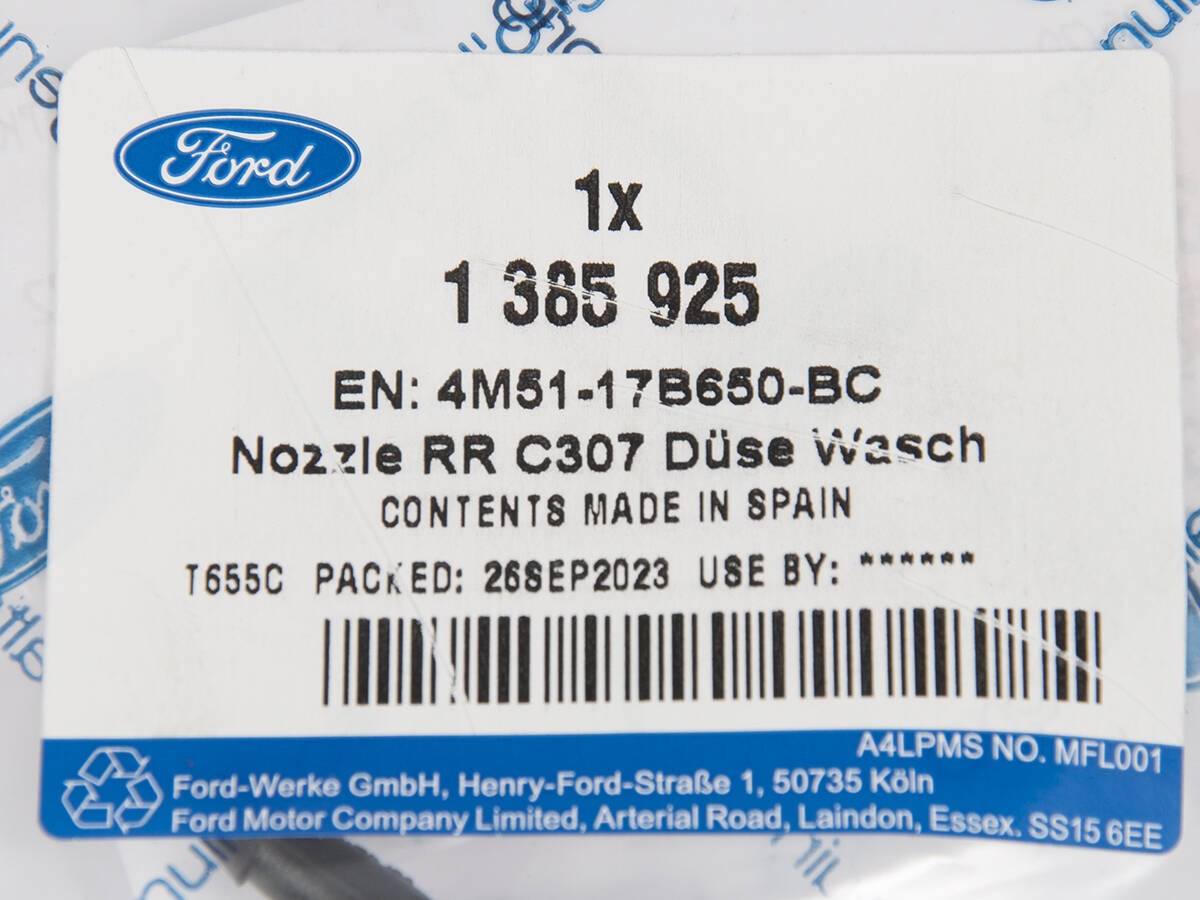 Ford
1x
1 385 925
EN: 4M51-17B650-BC
Nozzle RR C307 Düse Wasch
CONTENTS MADE IN SPAIN
T655C PACKED: 26SEP2023 USE BY: ******
A4LPMS NO. MFL001
Ford-Werke GmbH, Henry-Ford-Straße 1, 50735 Köln
Ford Motor Company Limited, Arterial Road, Laindon, Essex. SS15 6EE